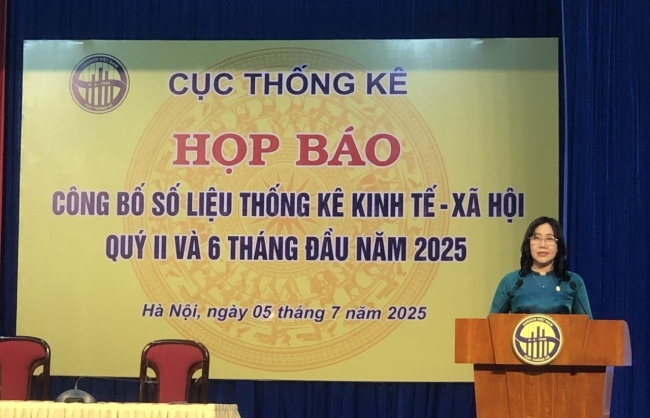 CỤC THỐNG KÊ
HỌP BÁO
CÔNG BỐ SỐ LIỆU THỐNG KÊ KINH TẾ - XÃ HỘI
QUÝ II VÀ 6 THÁNG ĐẦU NĂM 2025
Hà Nội, ngày 05 tháng 7 năm 2025